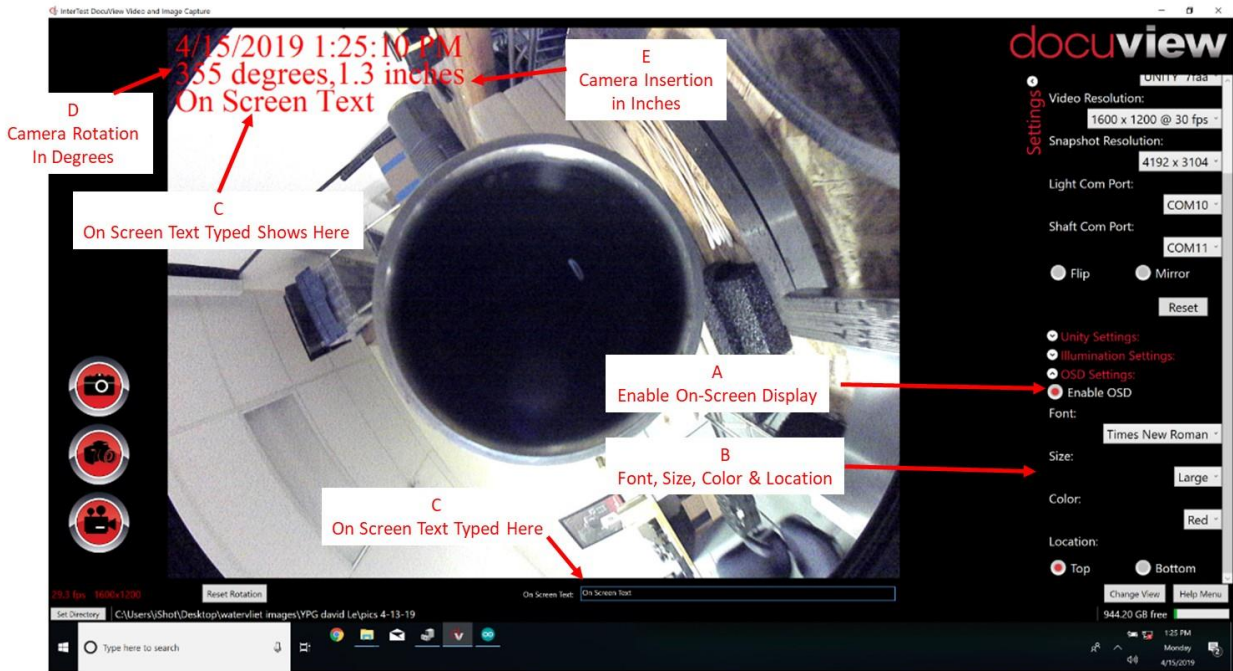 InterTest DocuView Video and Image Capture
docuview
4/15/2019 1:25:10 PM
355 degrees,1.3 inches
On Screen Text
D
Camera Rotation
In Degrees
E
Camera Insertion
in Inches
C
On Screen Text Typed Shows Here
A
Enable On-Screen Display
B
Font, Size, Color & Location
C
On Screen Text Typed Here
Settings
UNITY
Video Resolution:
1600 x 1200 @ 30 fps
Snapshot Resolution:
4192 x 3104
Light Com Port:
COM10
Shaft Com Port:
COM11
Flip
Mirror
Reset
Unity Settings:
Illumination Settings:
OSD Settings:
Enable OSD
Font:
Times New Roman
Size:
Large
Color:
Red
Location:
Top
Bottom
29.3 fps 1600x1200
Reset Rotation
On Screen Text:
On Screen Text
Change View
Help Menu
Set Directory
C:\Users\iShot\Desktop\watervliet images\YPG david Le\pics 4-13-19
944.20 GB free
Type here to search
1:25 PM
Monday
4/15/2019
2